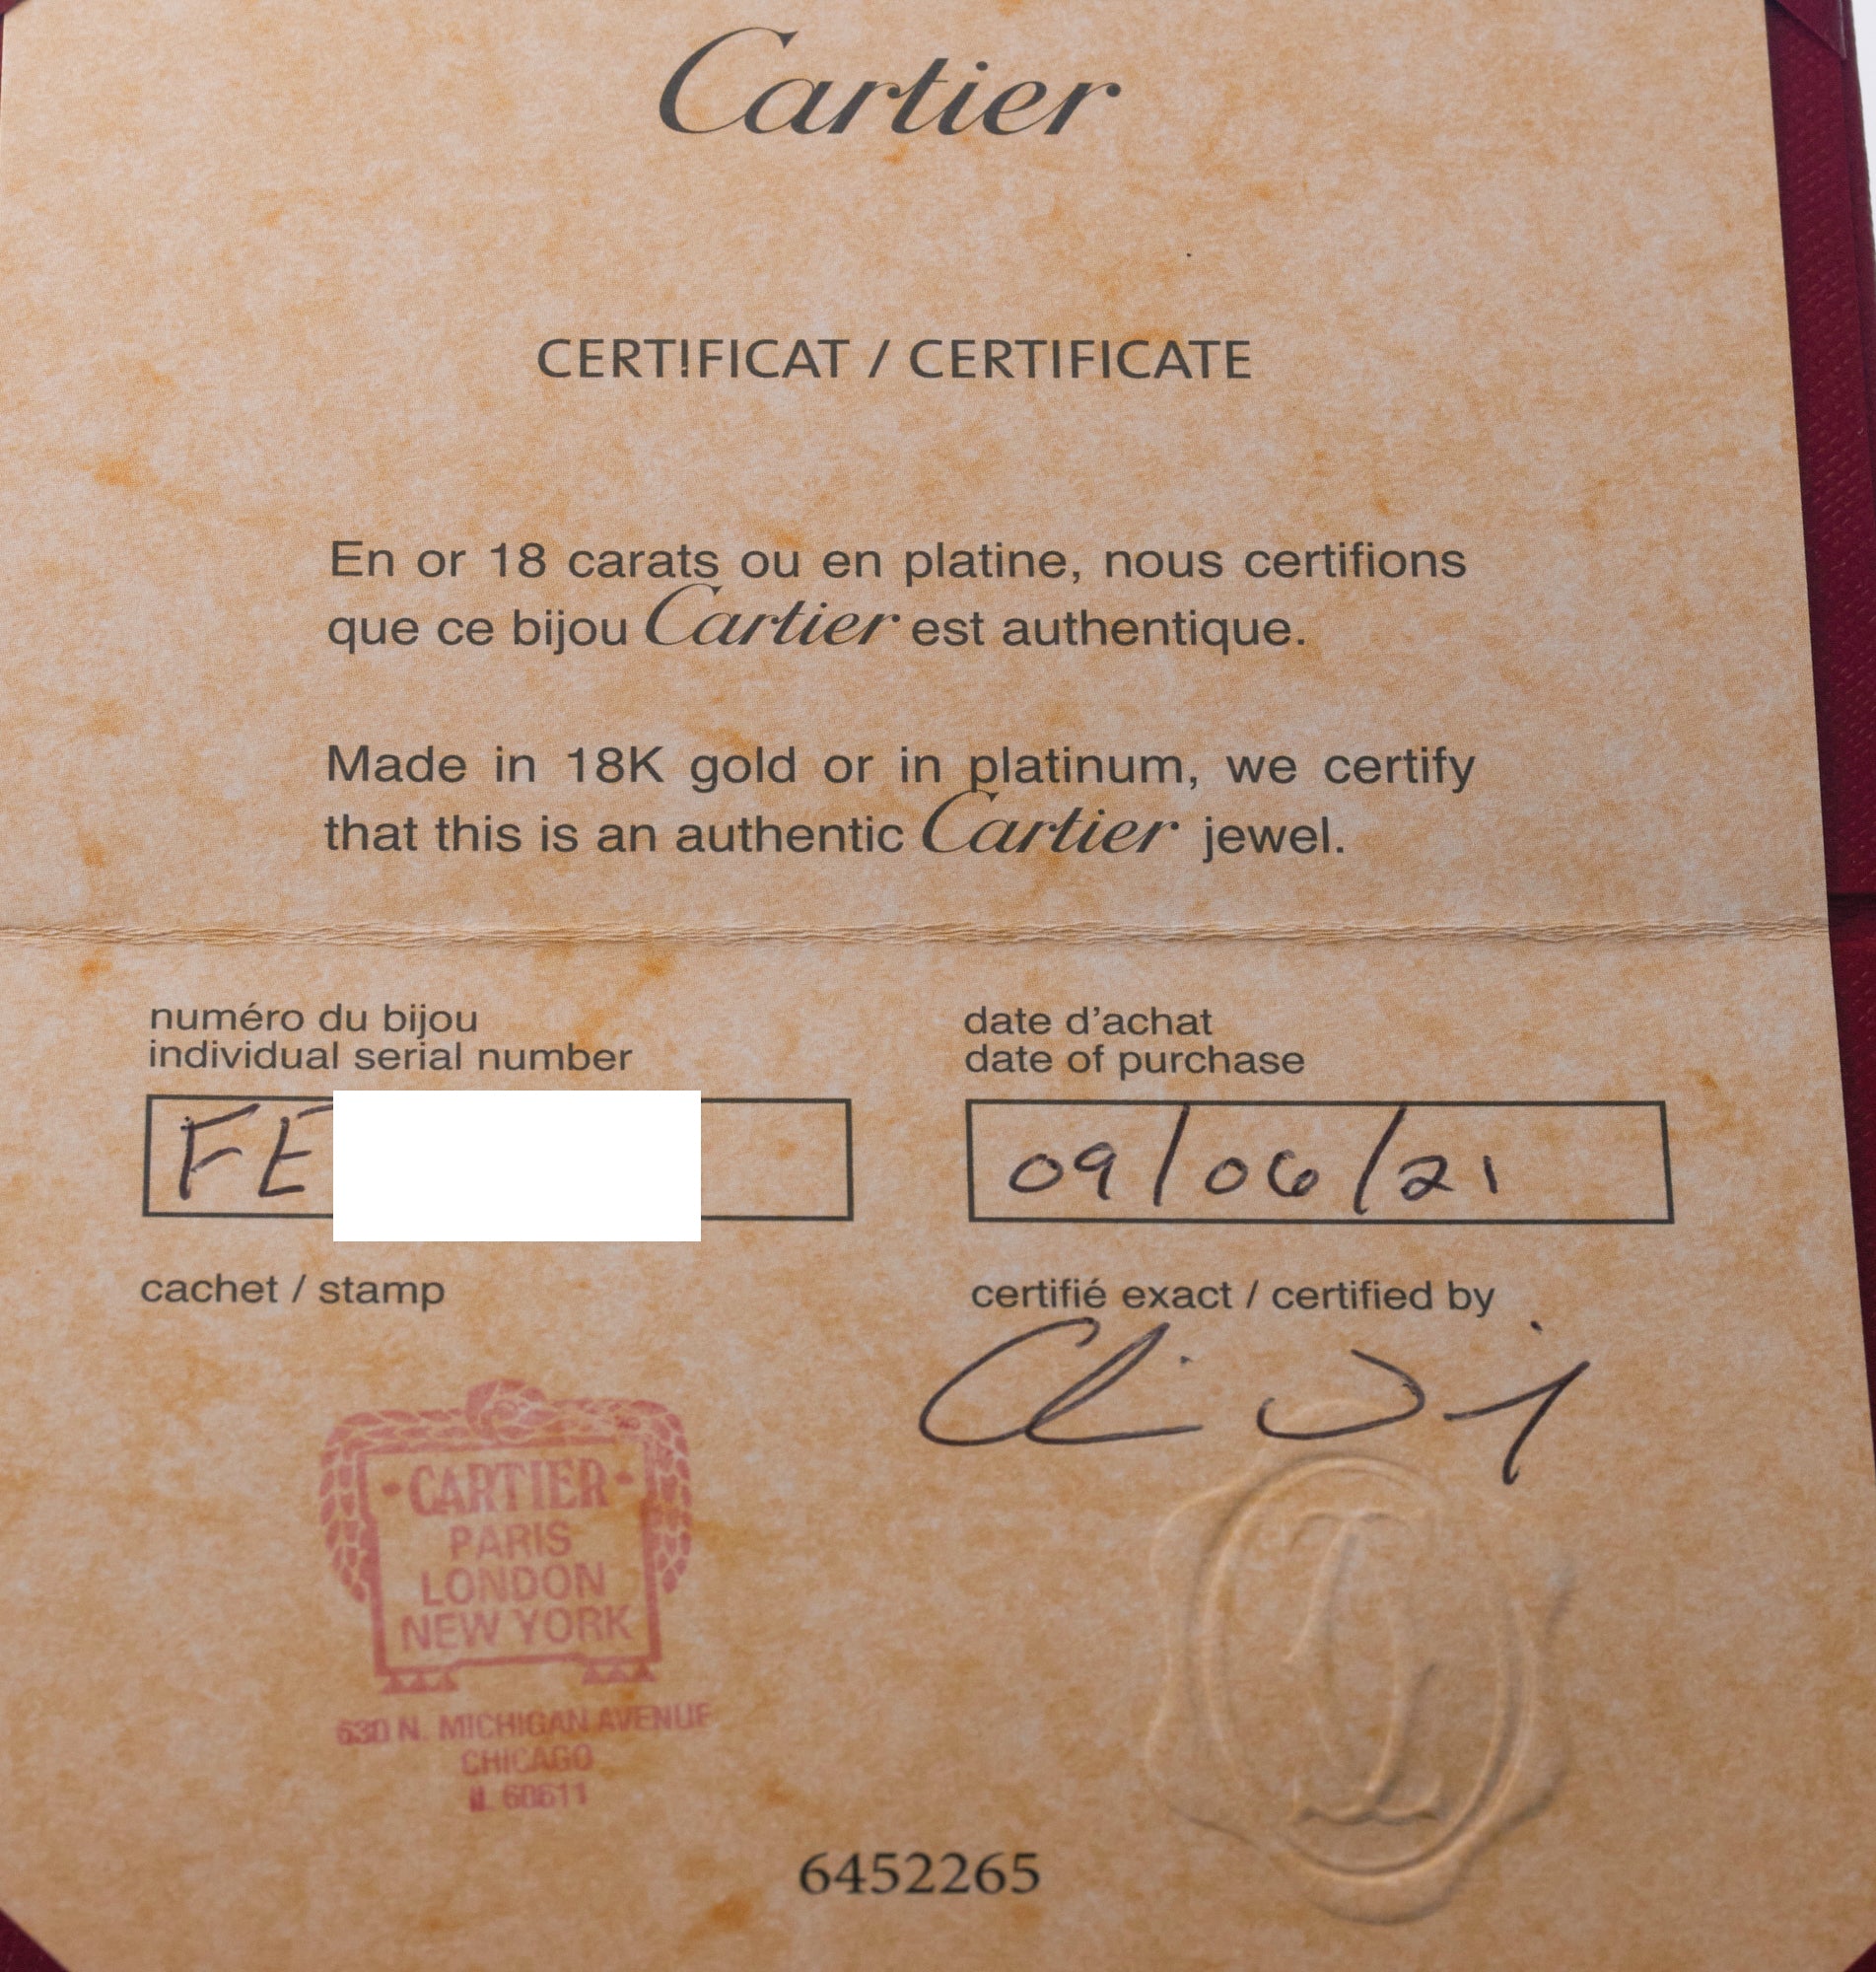 Cartier
CERT!FICAT / CERTIFICATE
En or 18 carats ou en platine, nous certifions
que ce bijou Cartier est authentique.
Made in 18K gold or in platinum, we certify
that this is an authentic Cartier jewel.
numéro du bijou
individual serial number
FE
date d'achat
date of purchase
09/06/21
cachet / stamp
certifié exact / certified by
·CARTIER·
PARIS
LONDON
NEW YORK
630 N. MICHIGAN AVENUE
CHICAGO
IL 60611
6452265